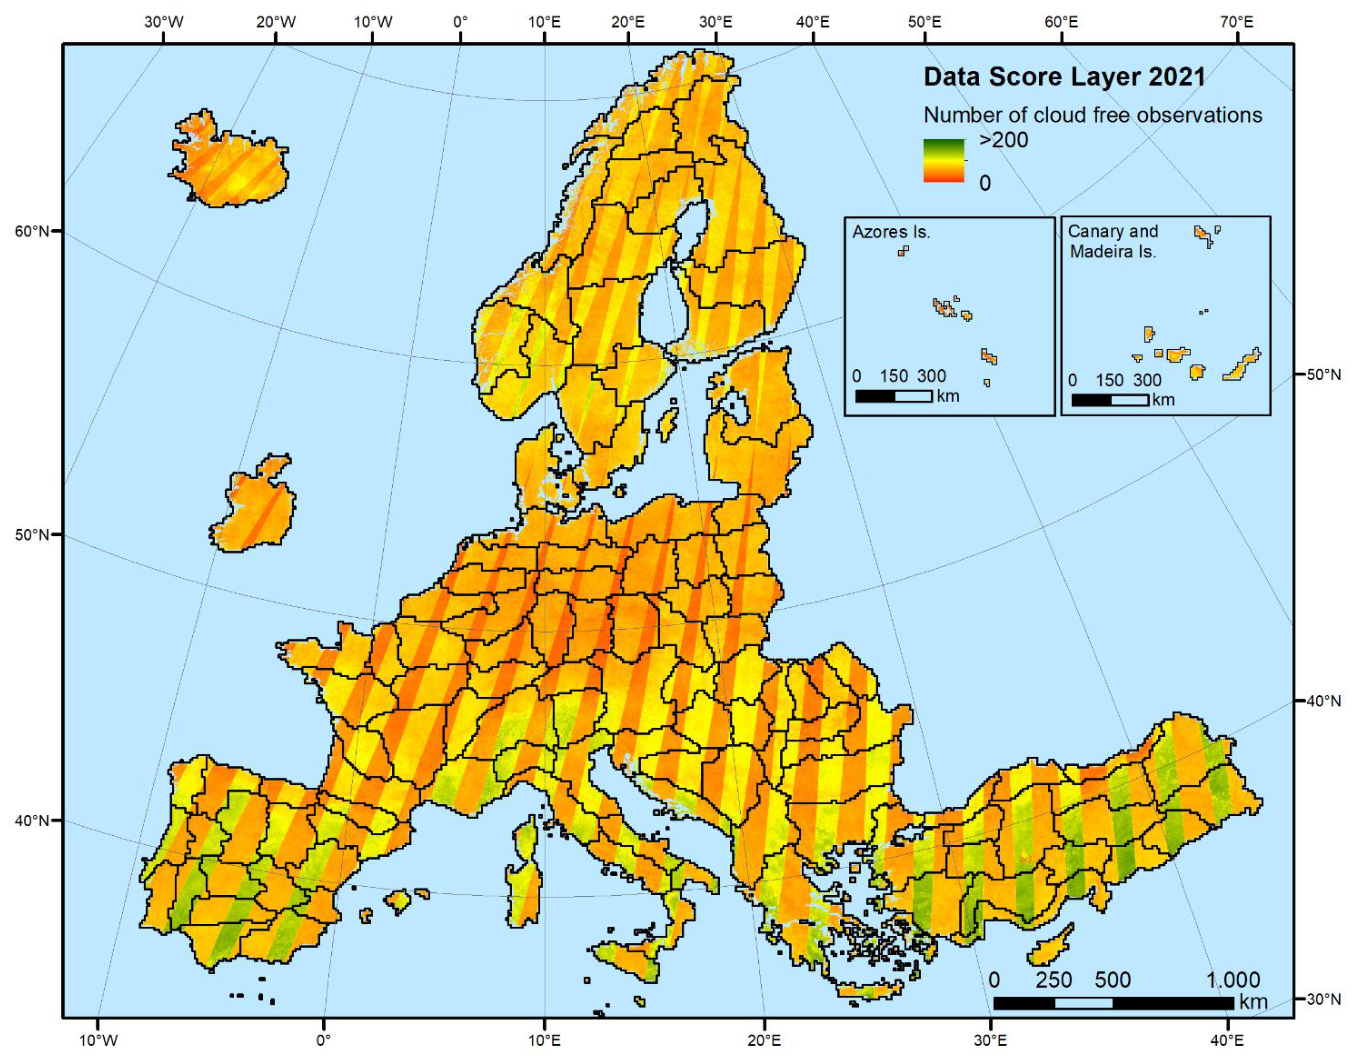 30°W 20°W 10°W 0° 10°E 20°E 30°E 40°E 50°E 60°E 70°E
Data Score Layer 2021
Number of cloud free observations
>200
0
60°N
Azores Is.
Canary and
Madeira Is.
0 150 300
km
0 150 300
km
50°N
50°N
40°N
40°N
0 250 500 1.000
km
30°N
10°W 0° 10°E 20°E 30°E 40°E